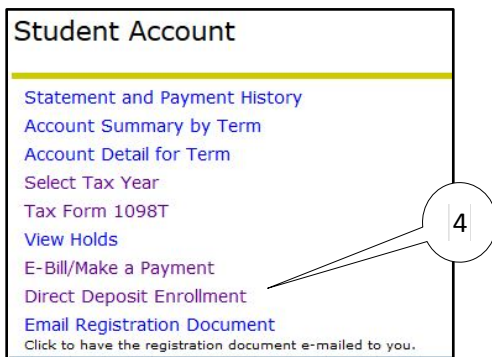 Student Account
Statement and Payment History
Account Summary by Term
Account Detail for Term
Select Tax Year
Tax Form 1098T
View Holds
4
E-Bill/Make a Payment
Direct Deposit Enrollment
Email Registration Document
Click to have the registration document e-mailed to you.